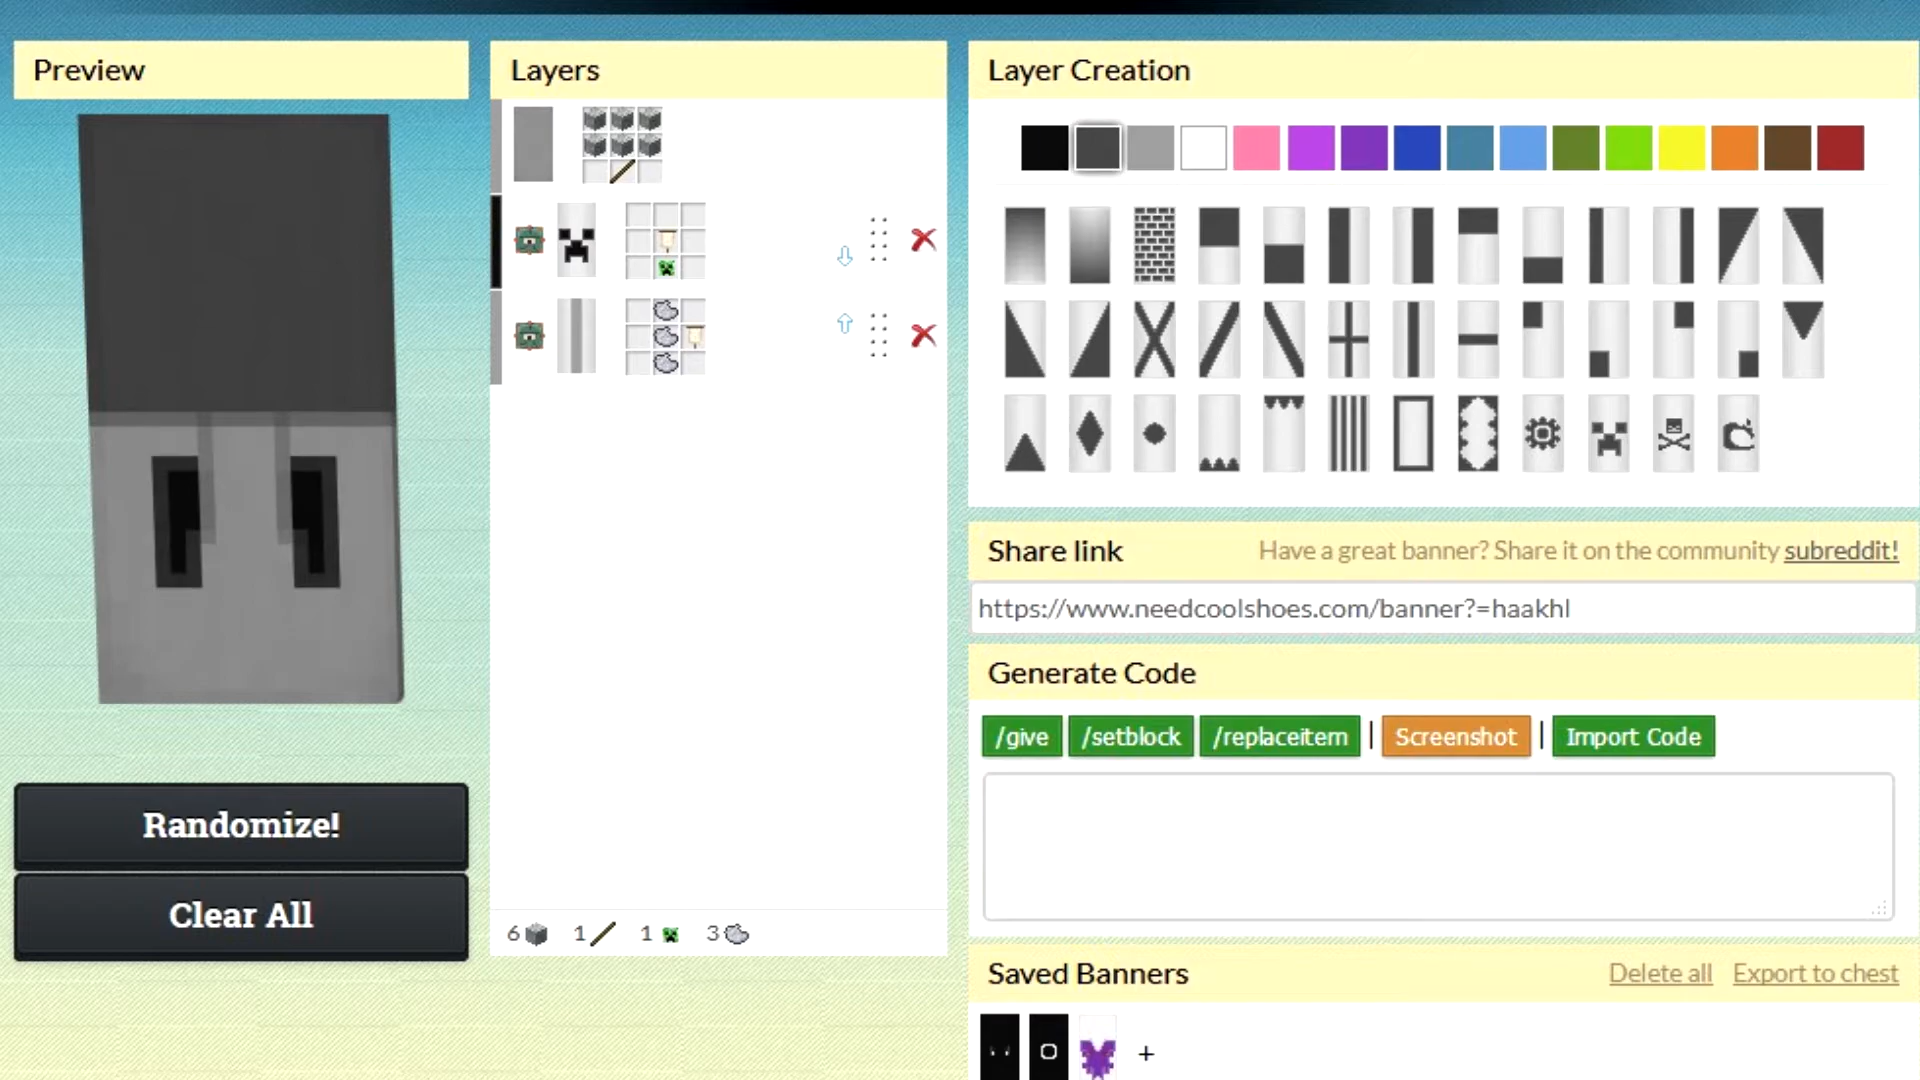 Preview
Layers
Layer Creation
Share link
Have a great banner? Share it on the community subreddit!
https://www.needcoolshoes.com/banner?=haakhl
Generate Code
/give
/setblock
/replaceitem
|
Screenshot
|
Import Code
Randomize!
Clear All
6
1
1
3
Saved Banners
Delete all
Export to chest
+